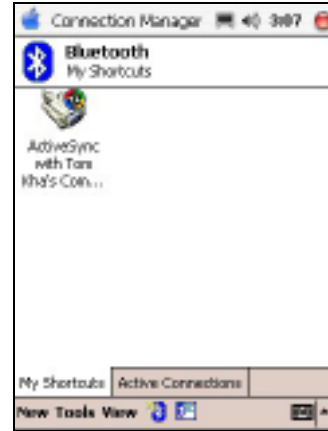 Connection Manager 3:07
Bluetooth
My Shortcuts
ActiveSync
with Tom
Kha's Com...
My Shortcuts Active Connections
New Tools View